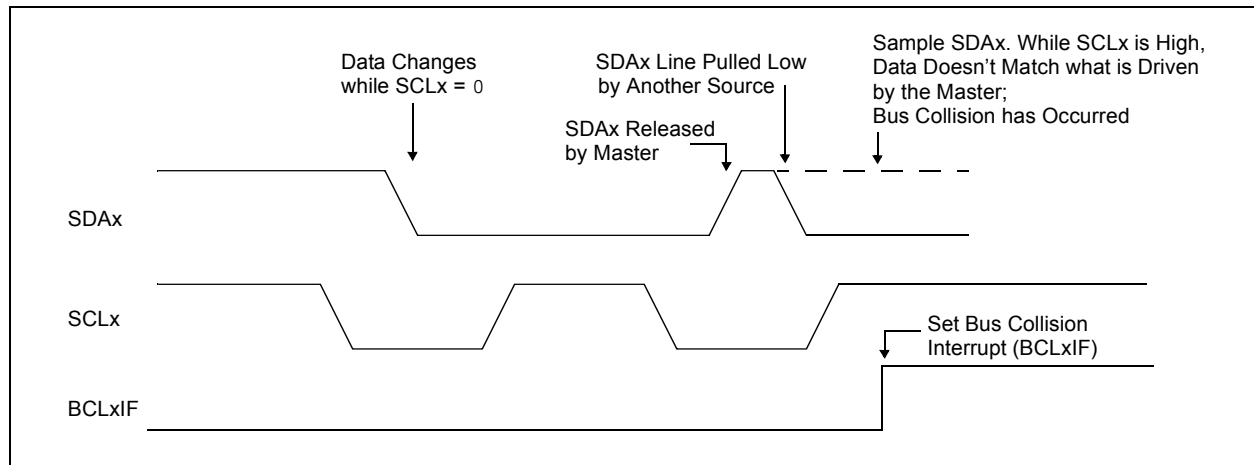 Data Changes
while SCLx = 0
SDAx Line Pulled Low
by Another Source
SDAx Released
by Master
Sample SDAx. While SCLx is High,
Data Doesn’t Match what is Driven
by the Master;
Bus Collision has Occurred
SDAx
SCLx
Set Bus Collision
Interrupt (BCLxIF)
BCLxIF